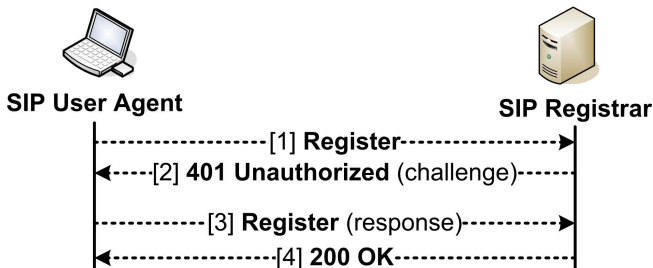 SIP User Agent
SIP Registrar
[1] Register
[2] 401 Unauthorized (challenge)
[3] Register (response)
[4] 200 OK